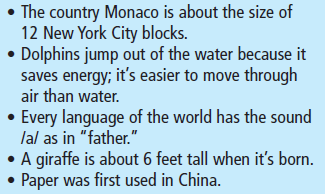 • The country Monaco is about the size of
12 New York City blocks.
• Dolphins jump out of the water because it
saves energy; it's easier to move through
air than water.
• Every language of the world has the sound
/a/ as in "father."
• A giraffe is about 6 feet tall when it's born.
• Paper was first used in China.